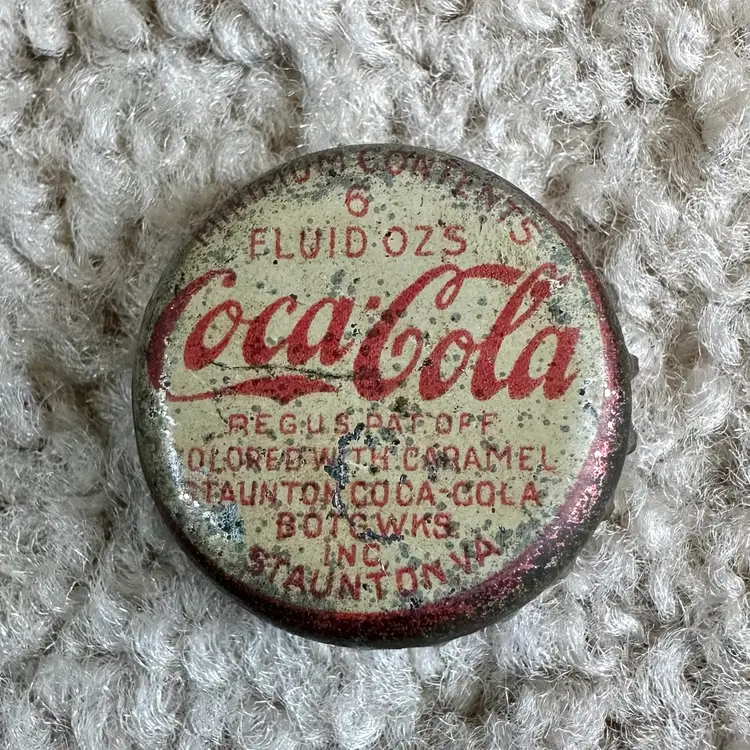 MINIMUM CONTENTS
6
FLUID OZS
Coca-Cola
REG US PAT OFF
COLORED WITH CARAMEL
STAUNTON COCA-COLA
BOTG WKS.
INC
STAUNTON VA